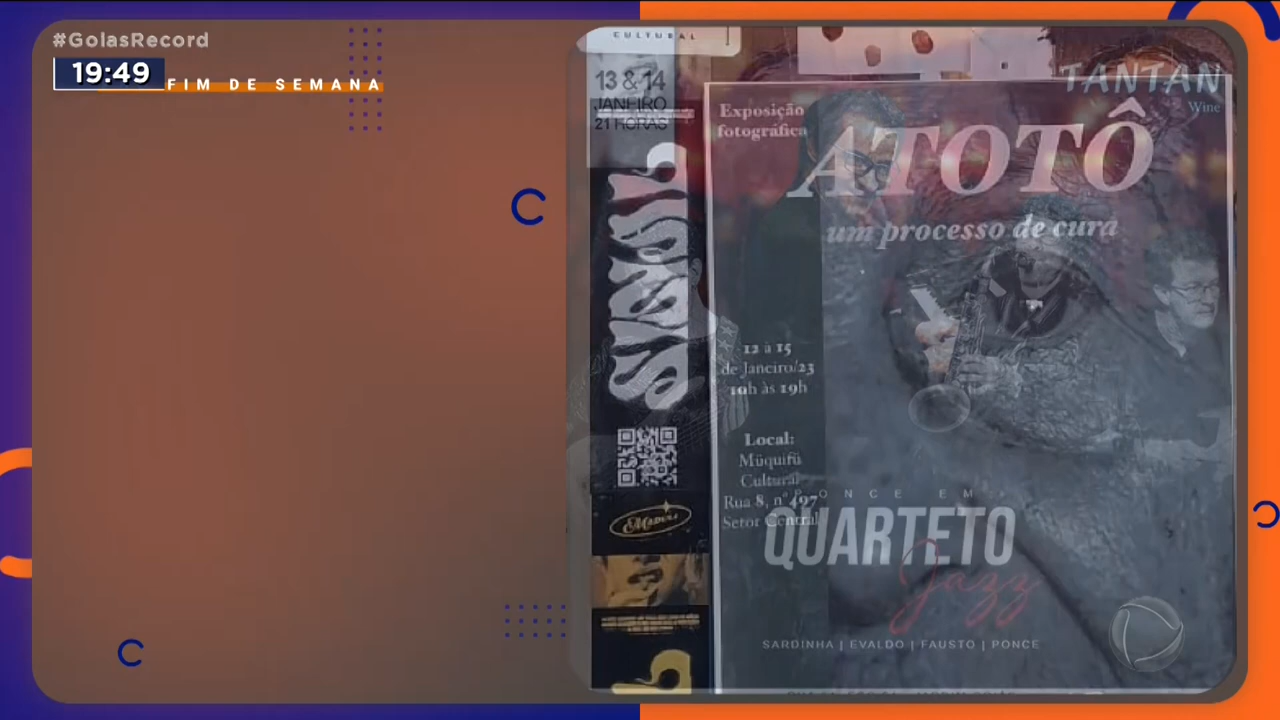 #GoIasRecord
19:49
FIM DE SEMANA
CULTURAL
13 & 14
JANEIRO
21 HORAS
TANTAN
Wine
Exposição
fotográfica
ATOTÔ
um processo de cura
12 à 15
de Janeiro/23
10h às 19h
Local:
Müquifü
Cultural
Rua 8, nº 497
Setor Central
PONCE EM
QUARTETO
Jazz
SARDINHA | EVALDO | FAUSTO | PONCE